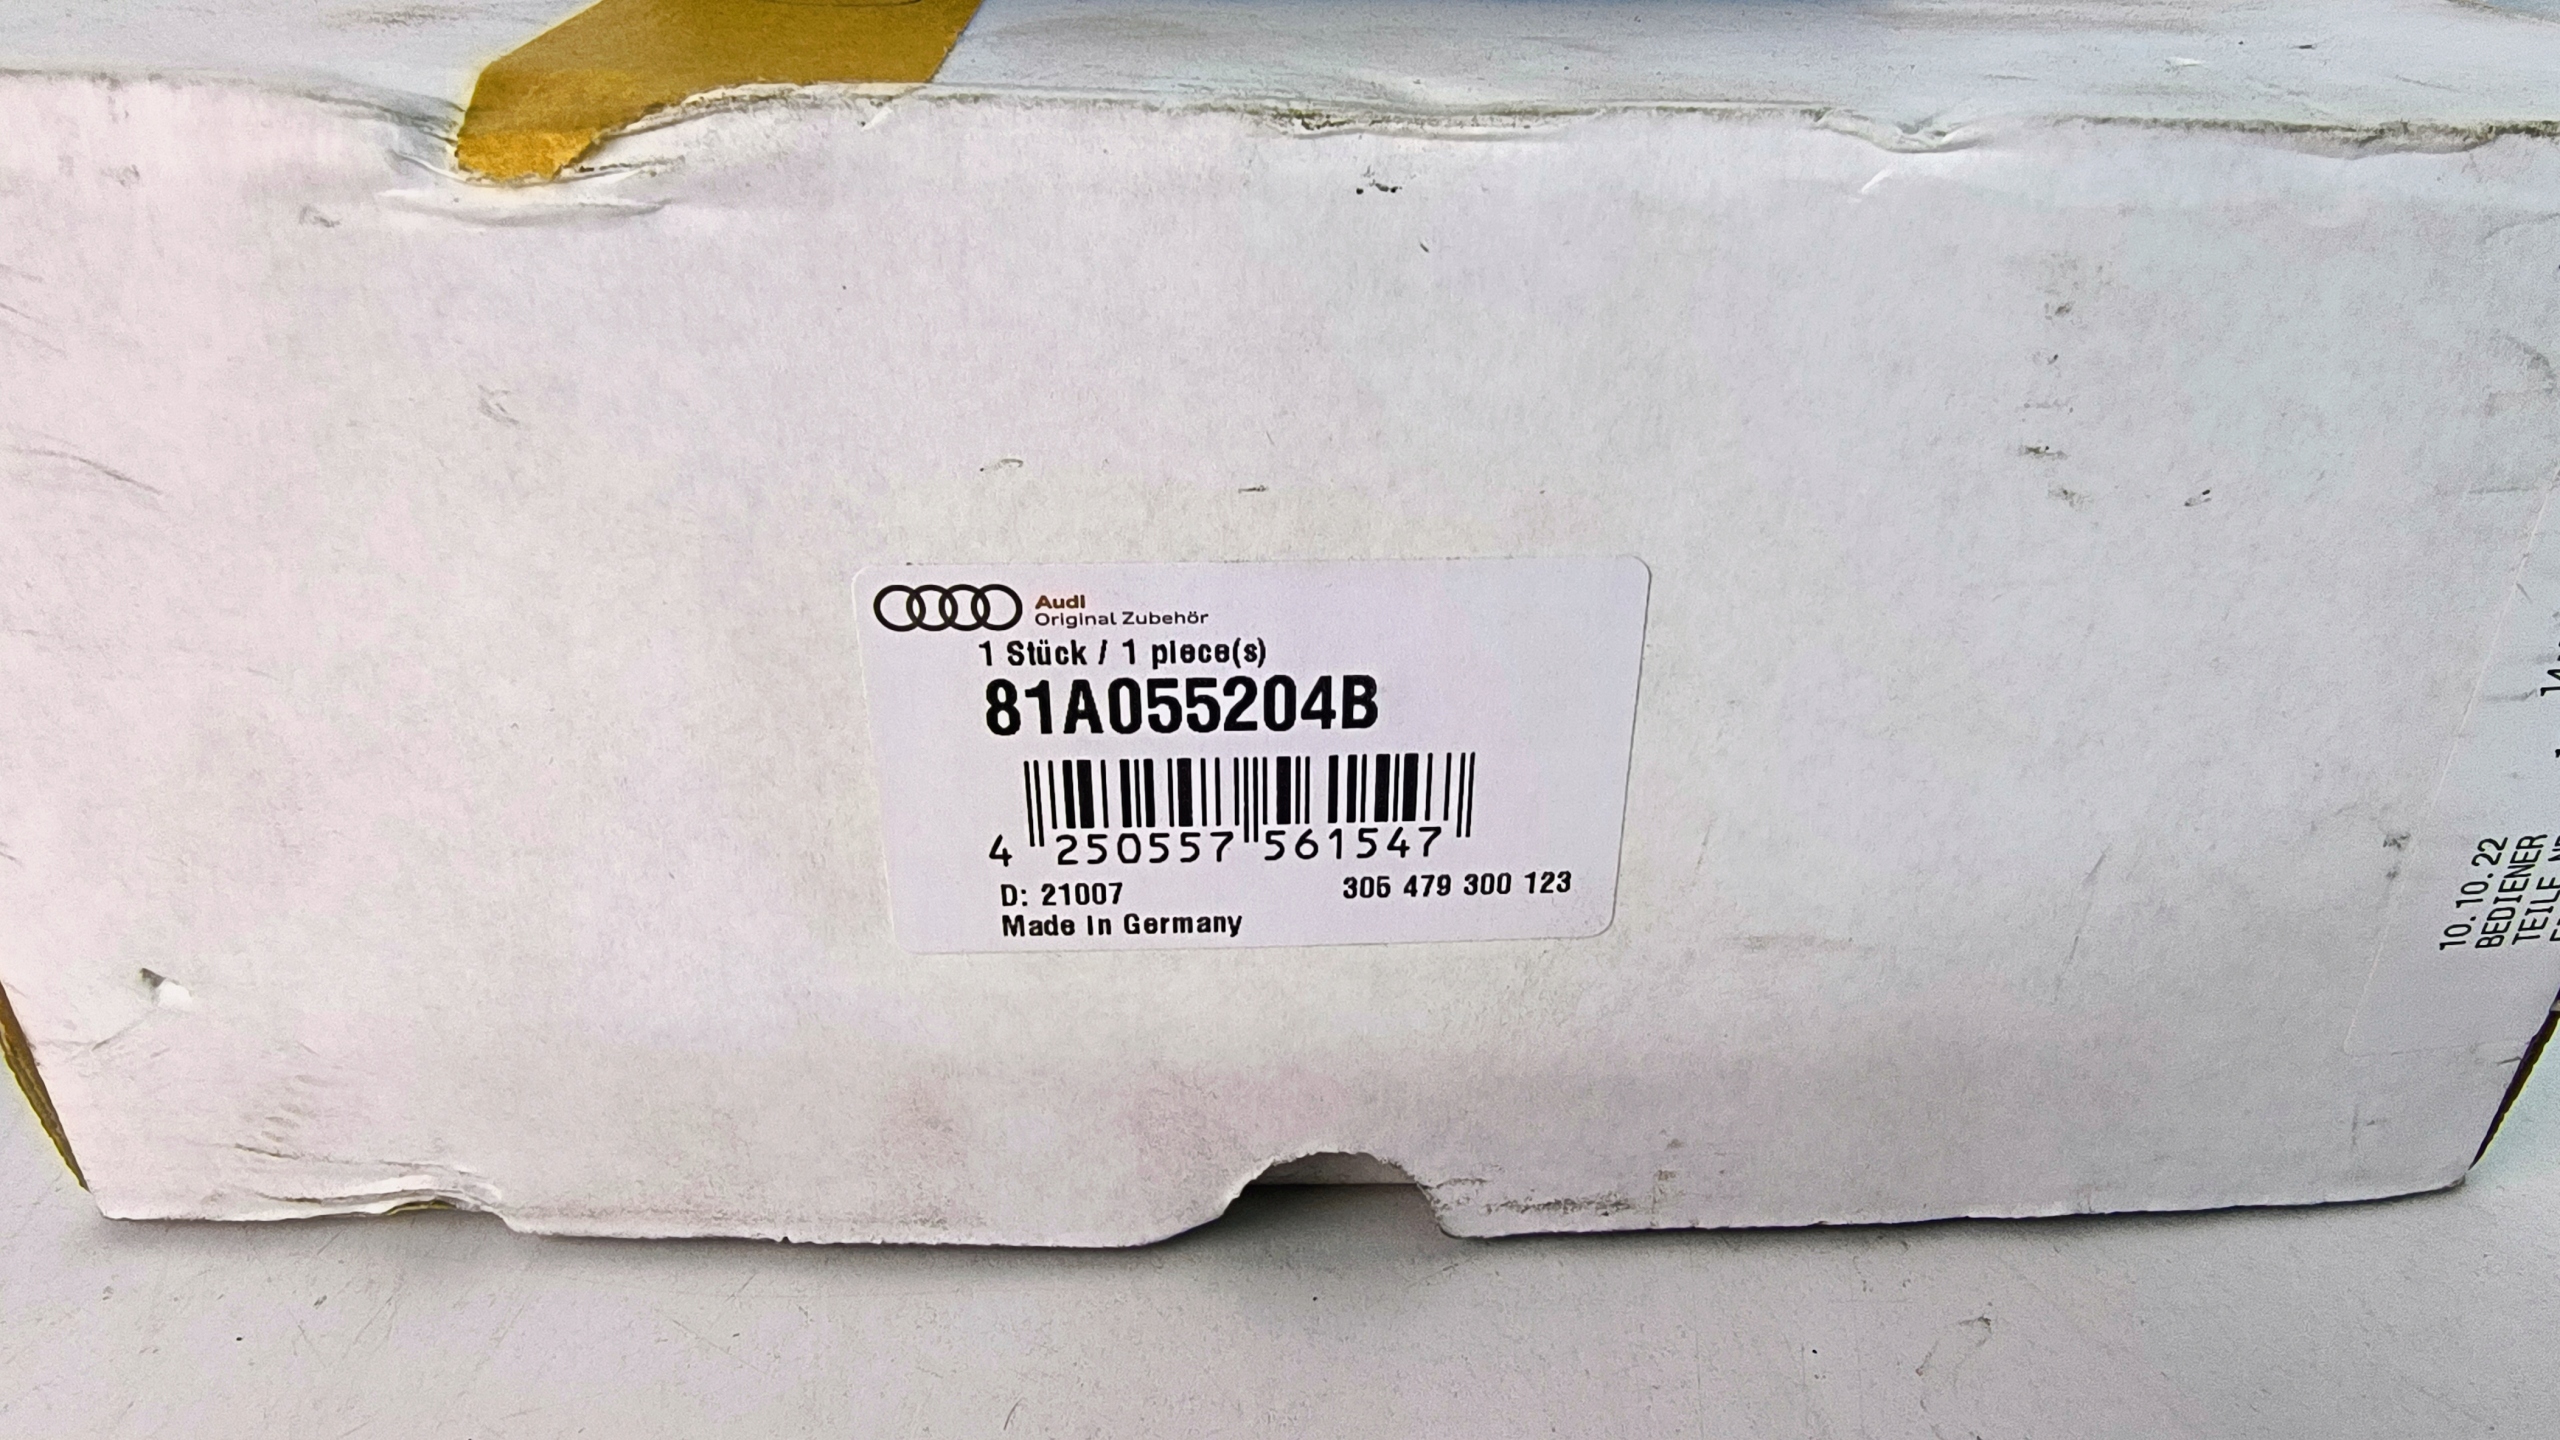 Audi
Original Zubehör
1 Stück / 1 piece(s)
81A055204B
4 250557 561547
D: 21007
306 479 300 123
Made in Germany
10.10.22
BEDIENER
TEILE